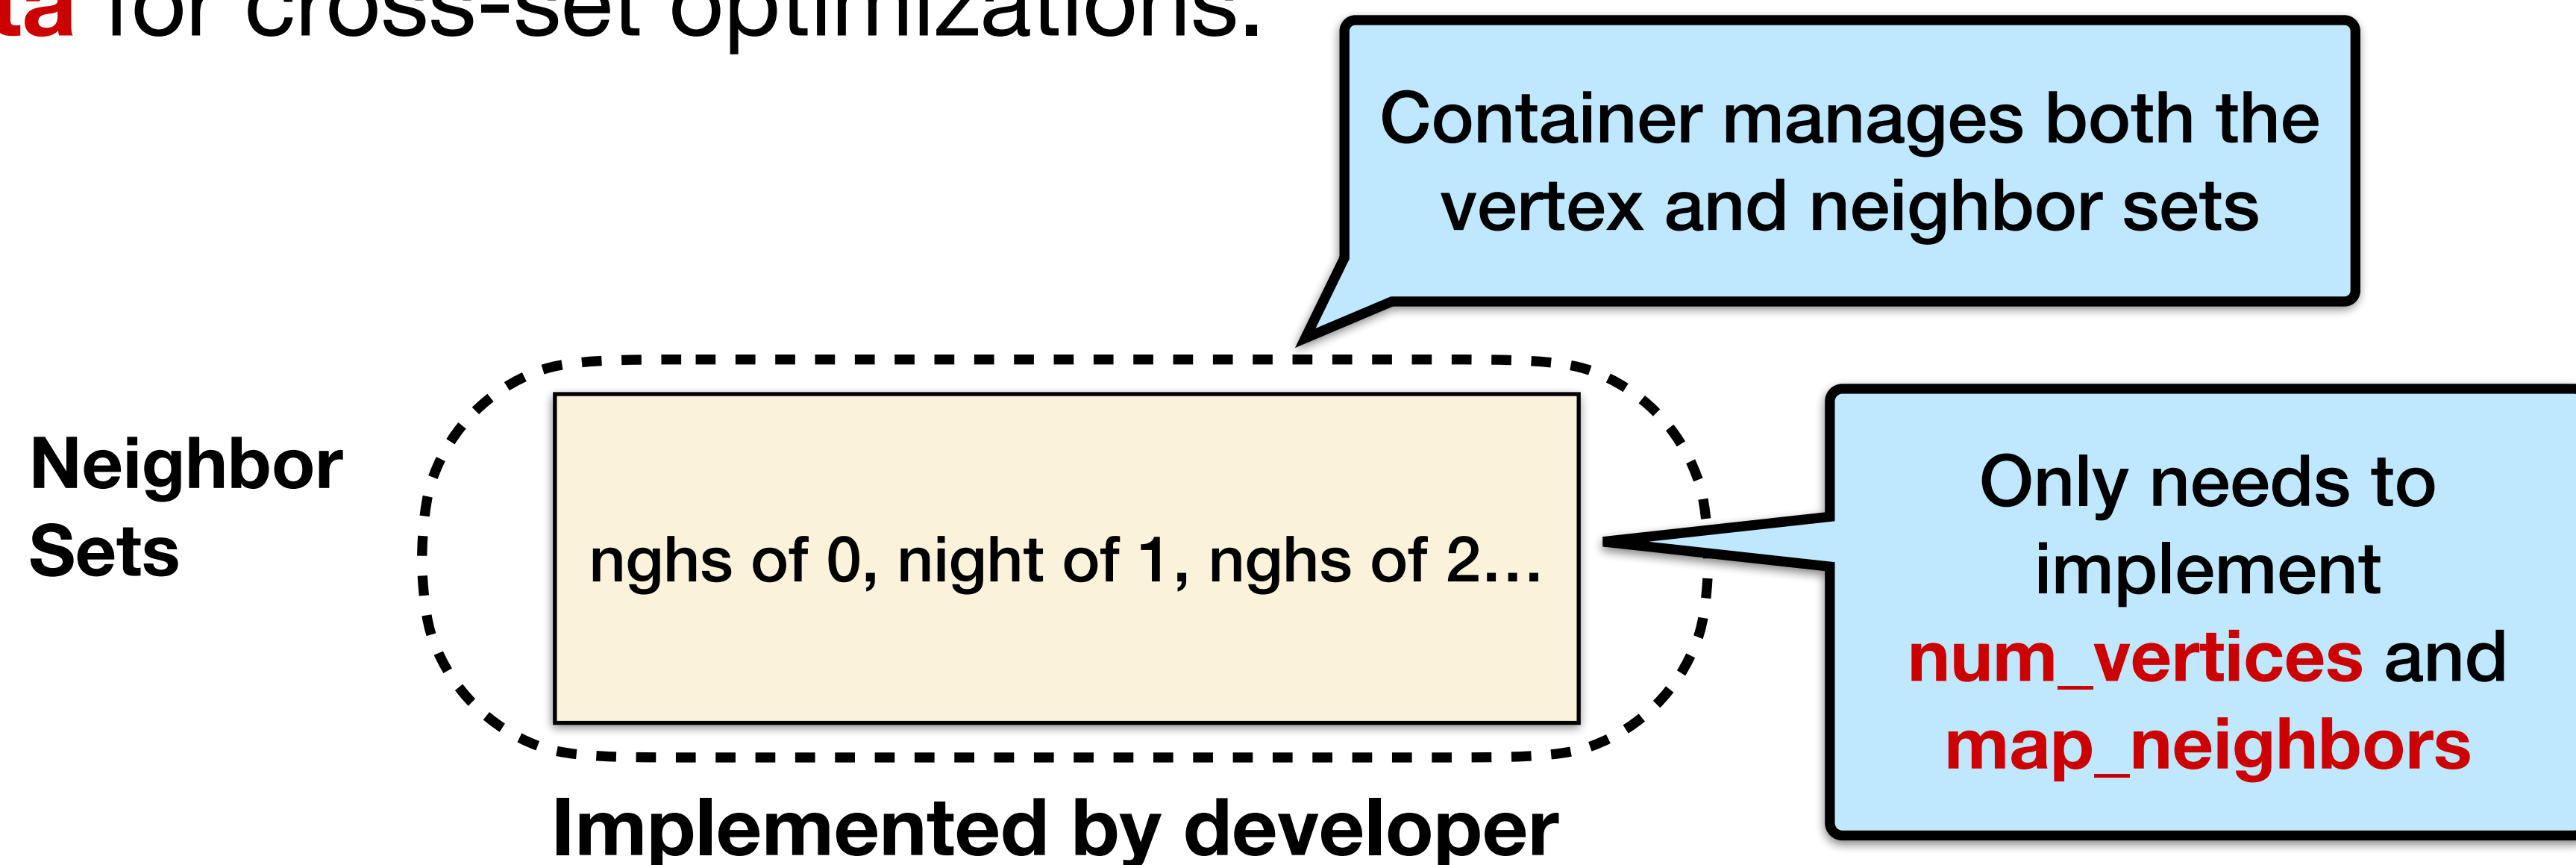 ta for cross-set optimizations.
Container manages both the
vertex and neighbor sets
Neighbor
Sets
nghs of 0, night of 1, nghs of 2...
Only needs to
implement
num_vertices and
map_neighbors
Implemented by developer